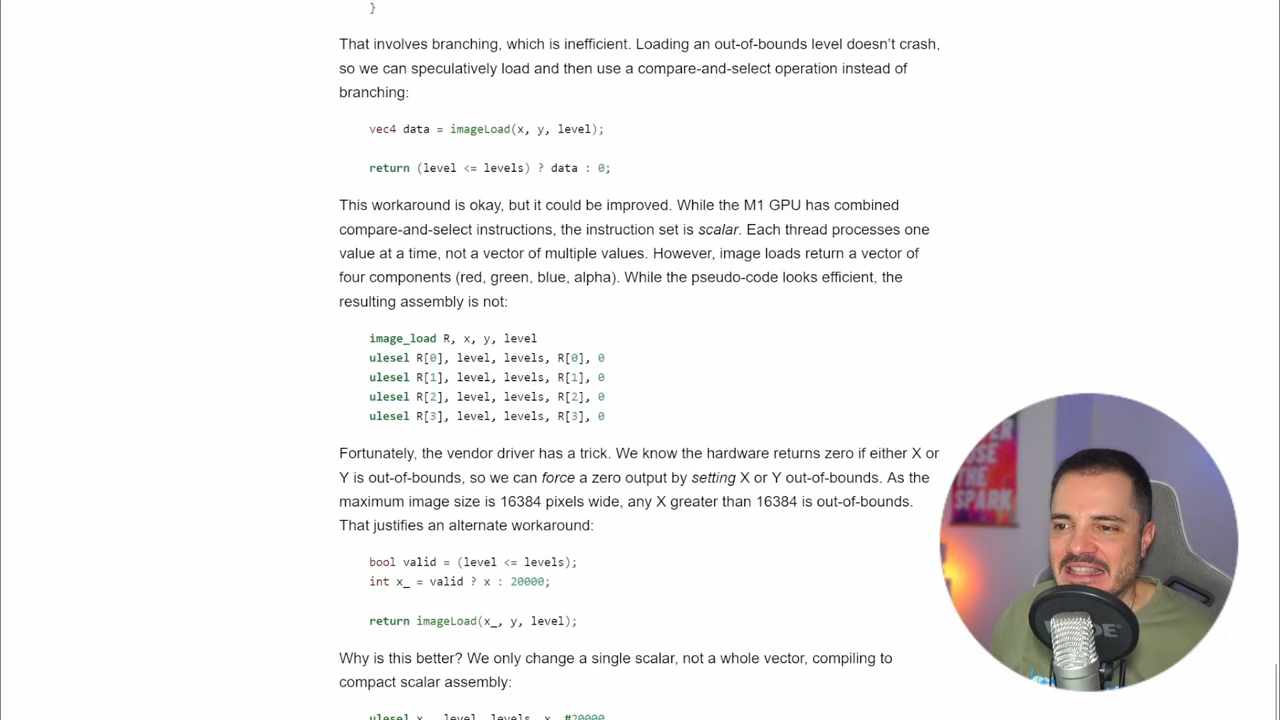 }
That involves branching, which is inefficient. Loading an out-of-bounds level doesn’t crash,
so we can speculatively load and then use a compare-and-select operation instead of
branching:
vec4 data = imageLoad(x, y, level);
return (level <= levels) ? data : 0;
This workaround is okay, but it could be improved. While the M1 GPU has combined
compare-and-select instructions, the instruction set is scalar. Each thread processes one
value at a time, not a vector of multiple values. However, image loads return a vector of
four components (red, green, blue, alpha). While the pseudo-code looks efficient, the
resulting assembly is not:
image_load R, x, y, level
ulesel R[0], level, levels, R[0], 0
ulesel R[1], level, levels, R[1], 0
ulesel R[2], level, levels, R[2], 0
ulesel R[3], level, levels, R[3], 0
Fortunately, the vendor driver has a trick. We know the hardware returns zero if either X or
Y is out-of-bounds, so we can force a zero output by setting X or Y out-of-bounds. As the
maximum image size is 16384 pixels wide, any X greater than 16384 is out-of-bounds.
That justifies an alternate workaround:
bool valid = (level <= levels);
int x_ = valid ? x : 20000;
return imageLoad(x_, y, level);
Why is this better? We only change a single scalar, not a whole vector, compiling to
compact scalar assembly:
ulesel x_, level, levels, x, #20000
THE
SPARK